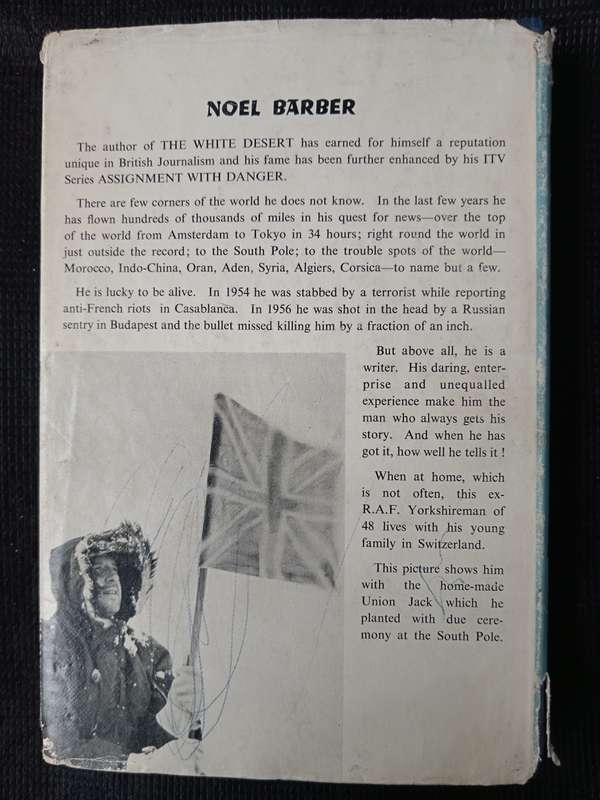 NOEL BARBER
The author of THE WHITE DESERT has earned for himself a reputation
unique in British Journalism and his fame has been further enhanced by his ITV
Series ASSIGNMENT WITH DANGER.
There are few corners of the world he does not know. In the last few years he
has flown hundreds of thousands of miles in his quest for news—over the top
of the world from Amsterdam to Tokyo in 34 hours; right round the world in
just outside the record; to the South Pole; to the trouble spots of the world—
Morocco, Indo-China, Oran, Aden, Syria, Algiers, Corsica—to name but a few.
He is lucky to be alive. In 1954 he was stabbed by a terrorist while reporting
anti-French riots in Casablanca. In 1956 he was shot in the head by a Russian
sentry in Budapest and the bullet missed killing him by a fraction of an inch.
But above all, he is a
writer. His daring, enter-
prise and unequalled
experience make him the
man who always gets his
story. And when he has
got it, how well he tells it !
When at home, which
is not often, this ex-
R.A.F. Yorkshireman of
48 lives with his young
family in Switzerland.
This picture shows him
with the home-made
Union Jack which he
planted with due cere-
mony at the South Pole.